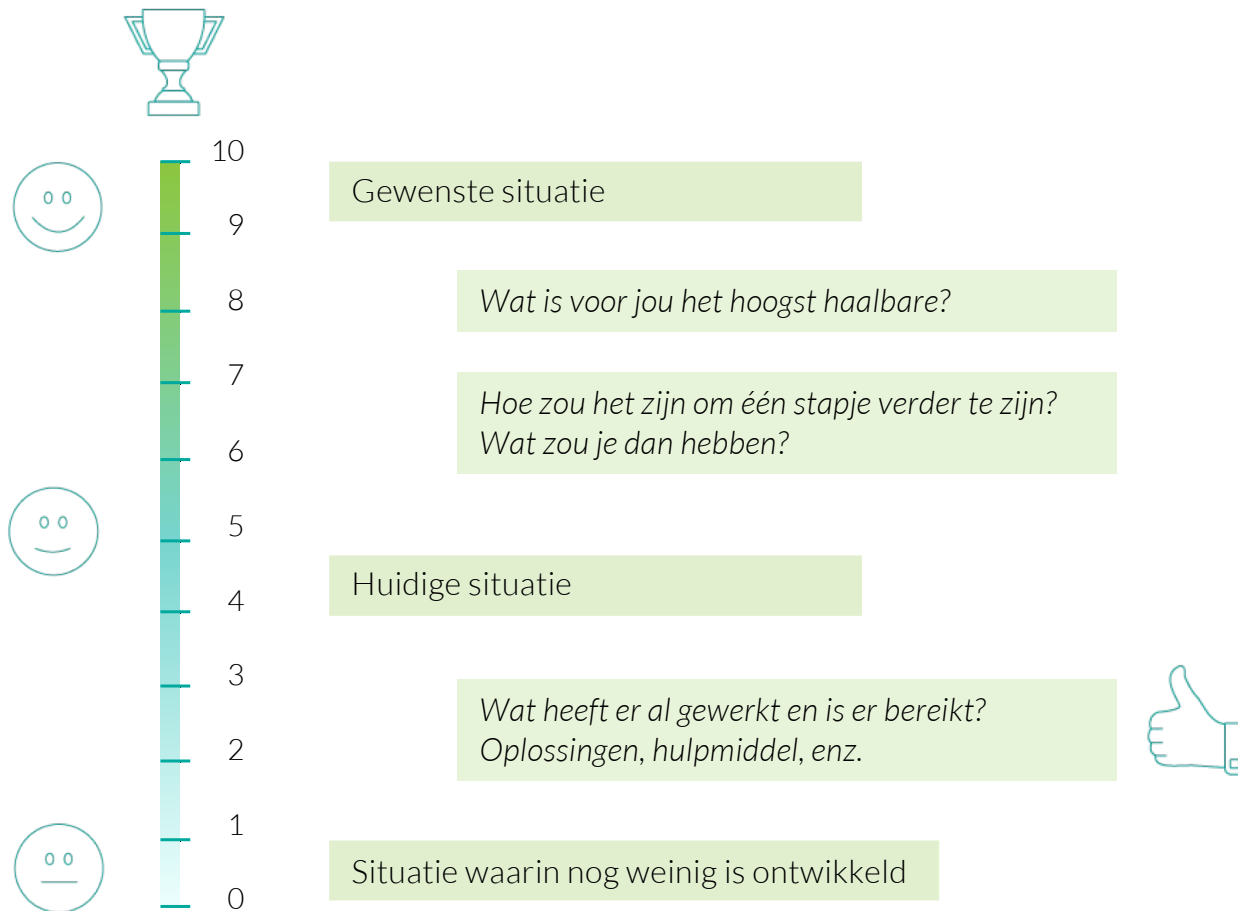 10
Gewenste situatie
9
8
Wat is voor jou het hoogst haalbare?
7
Hoe zou het zijn om één stapje verder te zijn?
Wat zou je dan hebben?
6
5
Huidige situatie
4
3
Wat heeft er al gewerkt en is er bereikt?
Oplossingen, hulpmiddel, enz.
2
1
Situatie waarin nog weinig is ontwikkeld
0